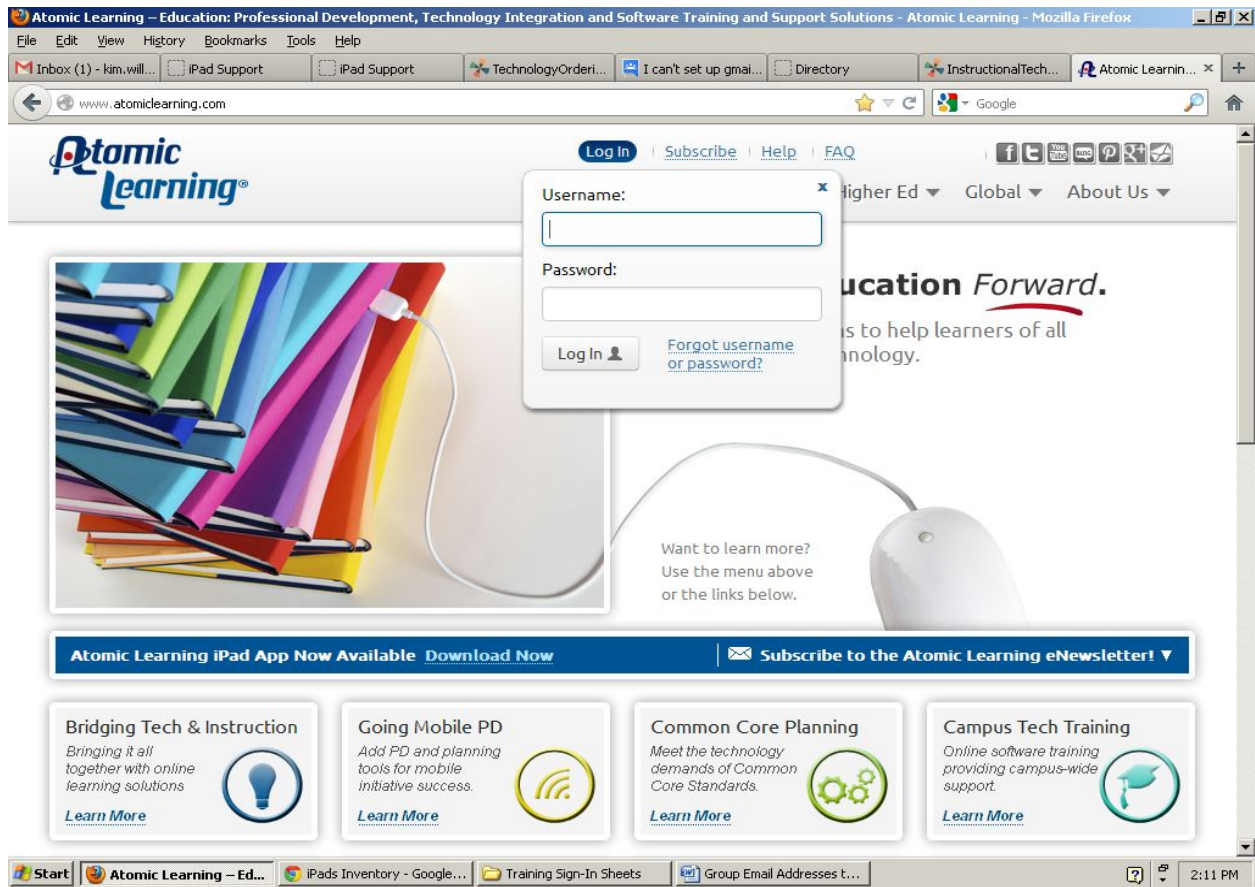 Atomic Learning – Education: Professional Development, Technology Integration and Software Training and Support Solutions - Atomic Learning - Mozilla Firefox
File Edit View History Bookmarks Tools Help
Inbox (1) - kim.will... iPad Support iPad Support TechnologyOrderi... I can't set up gmai... Directory InstructionalTech... Atomic Learnin... × +
www.atomiclearning.com Google
Atomic
Learning®
Log In Subscribe Help FAQ
Higher Ed Global About Us
Username: x
Password:
Log In Forgot username
or password?
ucation Forward.
s to help learners of all
hnology.
Want to learn more?
Use the menu above
or the links below.
Atomic Learning iPad App Now Available Download Now Subscribe to the Atomic Learning eNewsletter!
Bridging Tech & Instruction
Bringing it all
together with online
learning solutions
Learn More
Going Mobile PD
Add PD and planning
tools for mobile
initiative success.
Learn More
Common Core Planning
Meet the technology
demands of Common
Core Standards.
Learn More
Campus Tech Training
Online software training
providing campus-wide
support.
Learn More
Start Atomic Learning – Ed... iPads Inventory - Google... Training Sign-In Sheets Group Email Addresses t... 2:11 PM